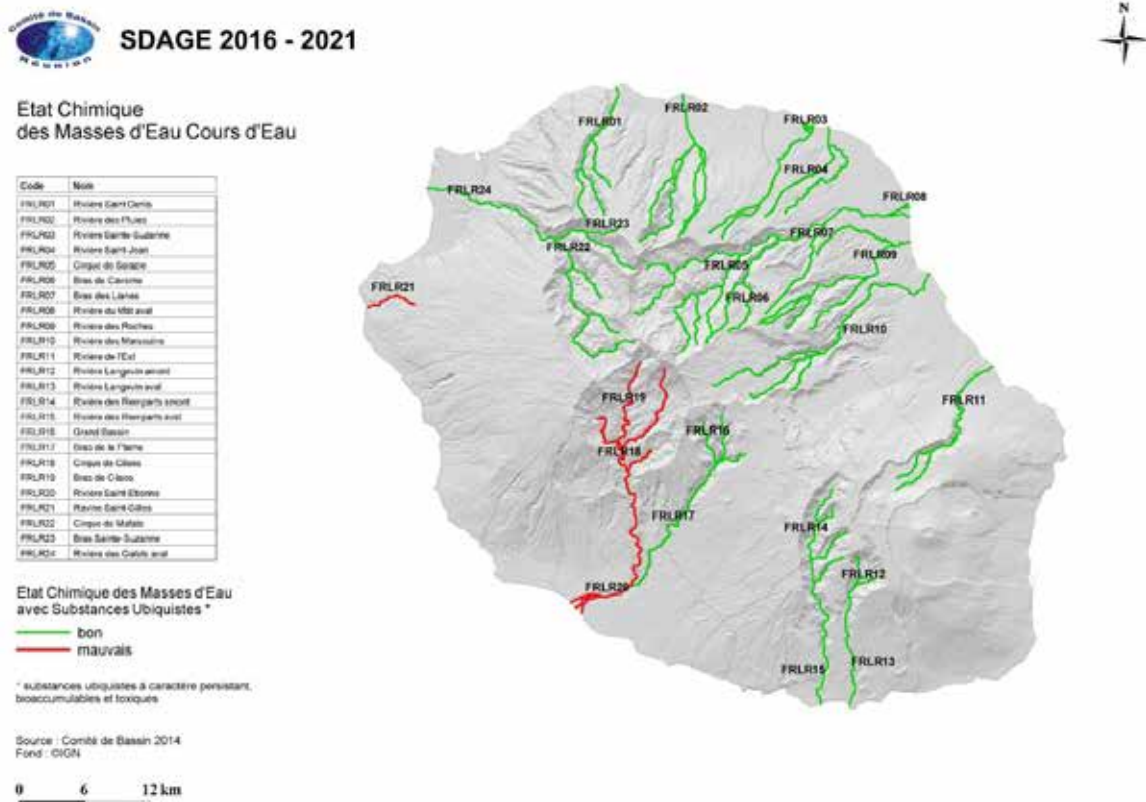 Comité de Bassin
Réunion
SDAGE 2016 - 2021
N
Etat Chimique
des Masses d'Eau Cours d'Eau
Code Nom
FRLR01 Rivière Saint Denis
FRLR02 Rivière des Pluies
FRLR03 Rivière Sainte Suzanne
FRLR04 Rivière Saint Jean
FRLR05 Cirque de Salazie
FRLR06 Bras de Caverne
FRLR07 Bras des Lianes
FRLR08 Rivière du Mât aval
FRLR09 Rivière des Roches
FRLR10 Rivière des Marsouins
FRLR11 Rivière de l'Est
FRLR12 Rivière Langevin amont
FRLR13 Rivière Langevin aval
FRLR14 Rivière des Remparts amont
FRLR15 Rivière des Remparts aval
FRLR16 Grand Bassin
FRLR17 Bras de la Plaine
FRLR18 Cirque de Cilaos
FRLR19 Bras de Cilaos
FRLR20 Rivière Saint Etienne
FRLR21 Ravine Saint Gilles
FRLR22 Cirque de Mafate
FRLR23 Bras Sainte-Suzanne
FRLR24 Rivière des Galets aval
Etat Chimique des Masses d'Eau
avec Substances Ubiquistes *
bon
mauvais
* substances ubiquistes à caractère persistant,
bioaccumulables et toxiques
Source : Comité de Bassin 2014
Fond : ©IGN
0 6 12 km
FRLR01
FRLR02
FRLR03
FRLR04
FRLR24
FRLR08
FRLR23
FRLR07
FRLR22
FRLR09
FRLR05
FRLR21
FRLR06
FRLR10
FRLR19
FRLR11
FRLR16
FRLR18
FRLR17
FRLR14
FRLR12
FRLR20
FRLR15
FRLR13